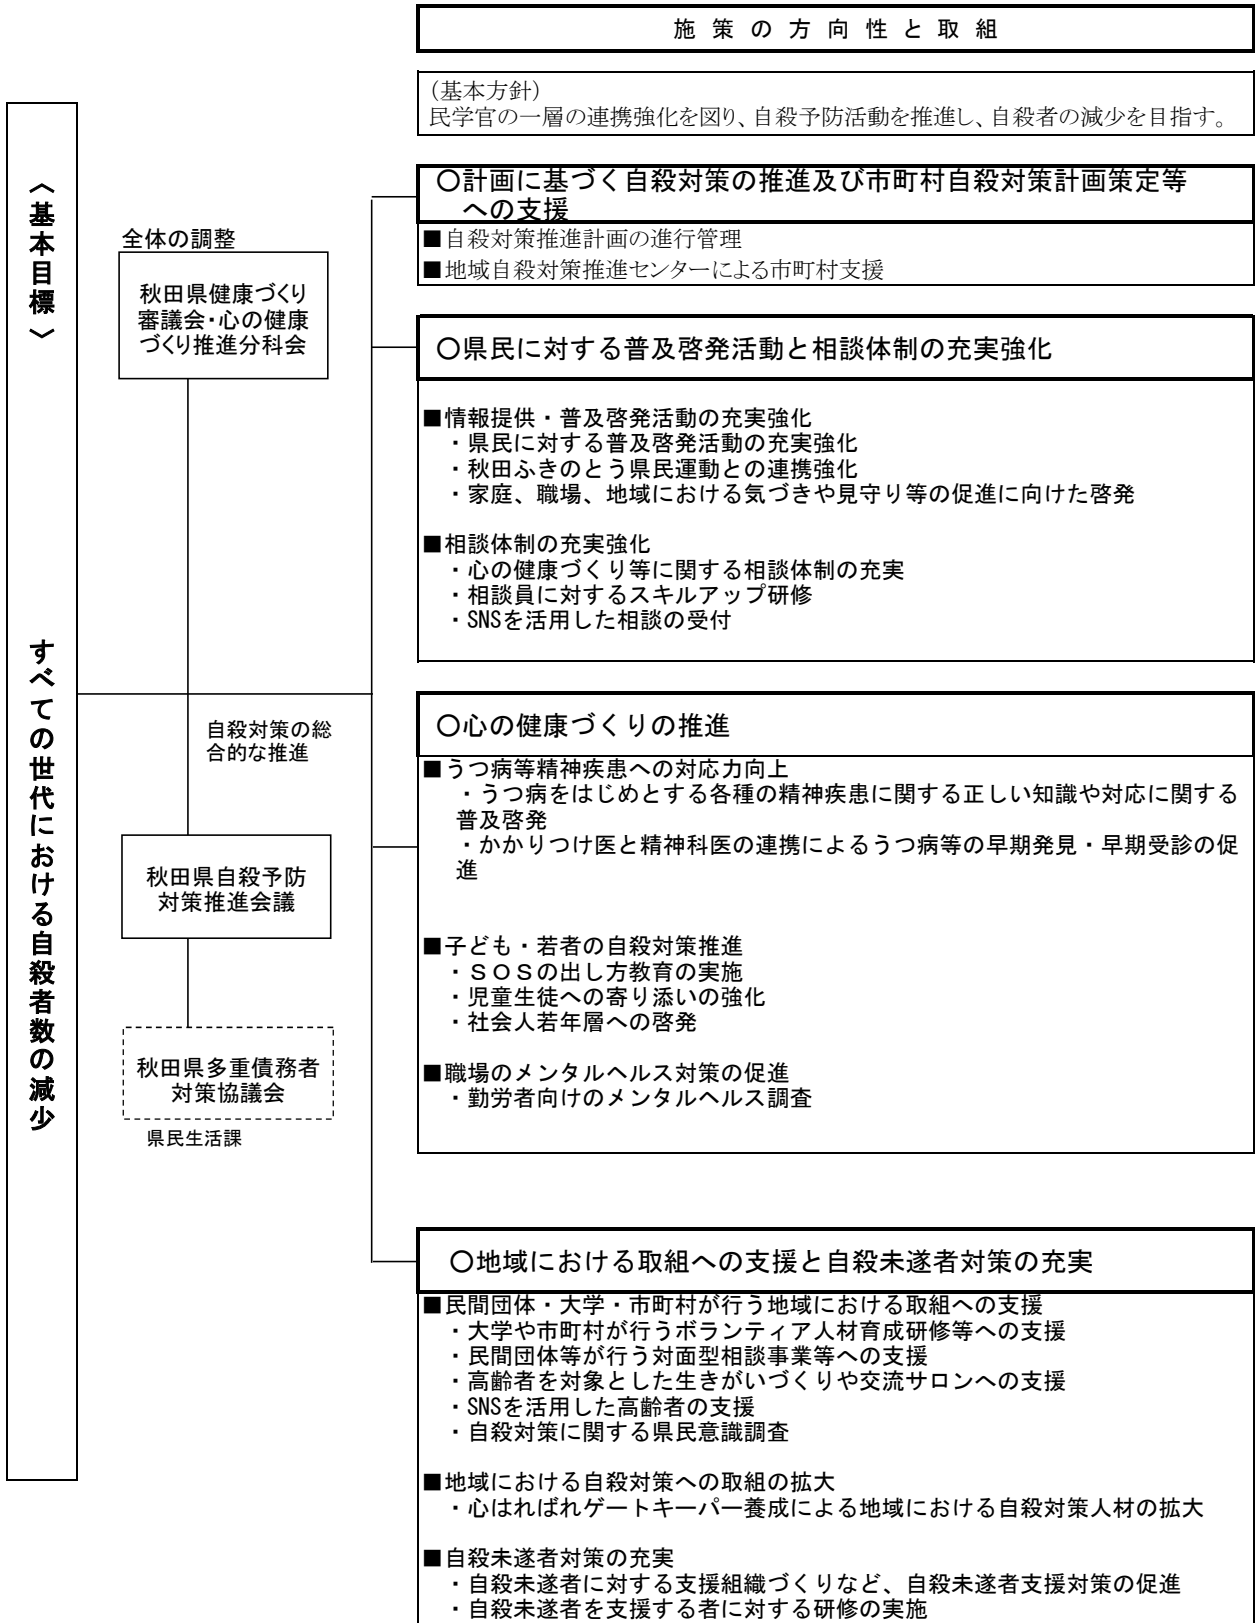 施策の方向性と取組
（基本方針）
民学官の一層の連携強化を図り、自殺予防活動を推進し、自殺者の減少を目指す。
〈基本目標〉 すべての世代における自殺者数の減少
全体の調整
秋田県健康づくり
審議会・心の健康
づくり推進分科会
自殺対策の総
合的な推進
秋田県自殺予防
対策推進会議
秋田県多重債務者
対策協議会
県民生活課
○計画に基づく自殺対策の推進及び市町村自殺対策計画策定等
への支援
■自殺対策推進計画の進行管理
■地域自殺対策推進センターによる市町村支援
○県民に対する普及啓発活動と相談体制の充実強化
■情報提供・普及啓発活動の充実強化
・県民に対する普及啓発活動の充実強化
・秋田ふきのとう県民運動との連携強化
・家庭、職場、地域における気づきや見守り等の促進に向けた啓発
■相談体制の充実強化
・心の健康づくり等に関する相談体制の充実
・相談員に対するスキルアップ研修
・SNSを活用した相談の受付
○心の健康づくりの推進
■うつ病等精神疾患への対応力向上
・うつ病をはじめとする各種の精神疾患に関する正しい知識や対応に関する
普及啓発
・かかりつけ医と精神科医の連携によるうつ病等の早期発見・早期受診の促
進
■子ども・若者の自殺対策推進
・ＳＯＳの出し方教育の実施
・児童生徒への寄り添いの強化
・社会人若年層への啓発
■職場のメンタルヘルス対策の促進
・勤労者向けのメンタルヘルス調査
○地域における取組への支援と自殺未遂者対策の充実
■民間団体・大学・市町村が行う地域における取組への支援
・大学や市町村が行うボランティア人材育成研修等への支援
・民間団体等が行う対面型相談事業等への支援
・高齢者を対象とした生きがいづくりや交流サロンへの支援
・SNSを活用した高齢者の支援
・自殺対策に関する県民意識調査
■地域における自殺対策への取組の拡大
・心はればれゲートキーパー養成による地域における自殺対策人材の拡大
■自殺未遂者対策の充実
・自殺未遂者に対する支援組織づくりなど、自殺未遂者支援対策の促進
・自殺未遂者を支援する者に対する研修の実施